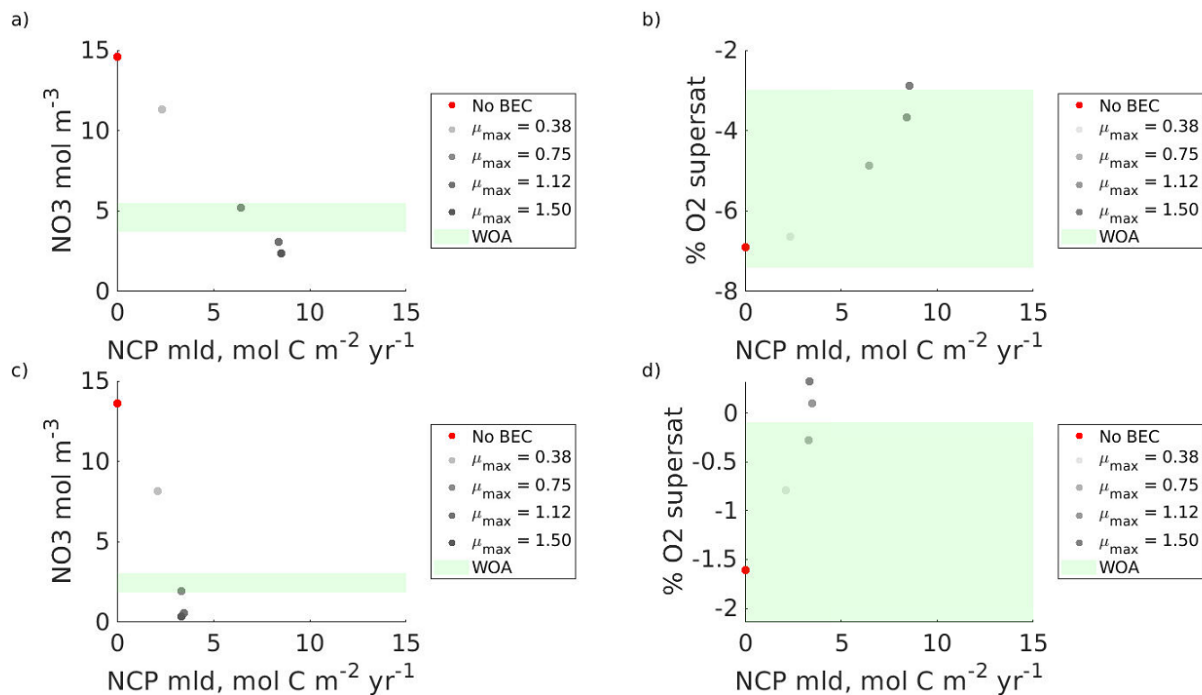 a)
15
10
5
0
NO3 mol m⁻³
0 5 10 15
NCP mld, mol C m⁻² yr⁻¹
No BEC
μmax = 0.38
μmax = 0.75
μmax = 1.12
μmax = 1.50
WOA
b)
-2
-4
-6
-8
% O2 supersat
0 5 10 15
NCP mld, mol C m⁻² yr⁻¹
No BEC
μmax = 0.38
μmax = 0.75
μmax = 1.12
μmax = 1.50
WOA
c)
15
10
5
0
NO3 mol m⁻³
0 5 10 15
NCP mld, mol C m⁻² yr⁻¹
No BEC
μmax = 0.38
μmax = 0.75
μmax = 1.12
μmax = 1.50
WOA
d)
0
-0.5
-1
-1.5
-2
% O2 supersat
0 5 10 15
NCP mld, mol C m⁻² yr⁻¹
No BEC
μmax = 0.38
μmax = 0.75
μmax = 1.12
μmax = 1.50
WOA